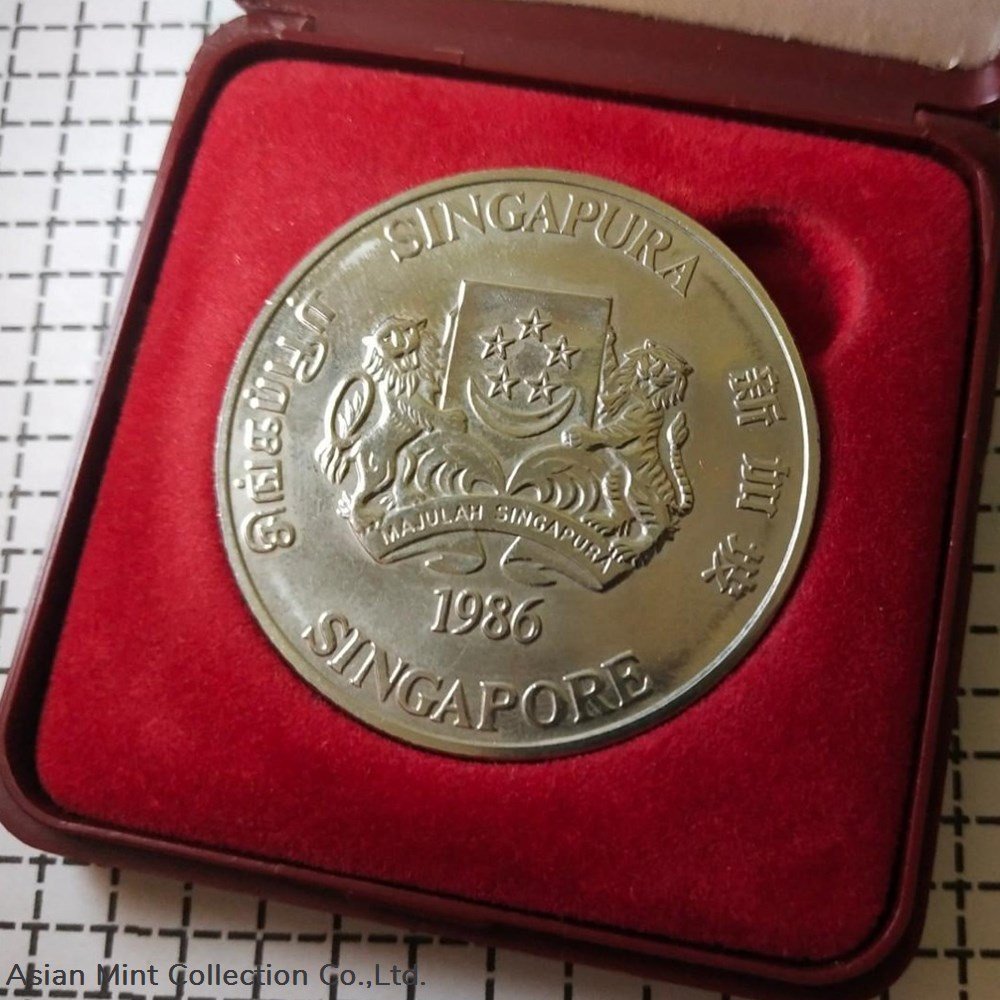 SINGAPURA
சிங்கப்பூர்
新加坡
MAJULAH SINGAPURA
1986
SINGAPORE
Asian Mint Collection Co.,Ltd.